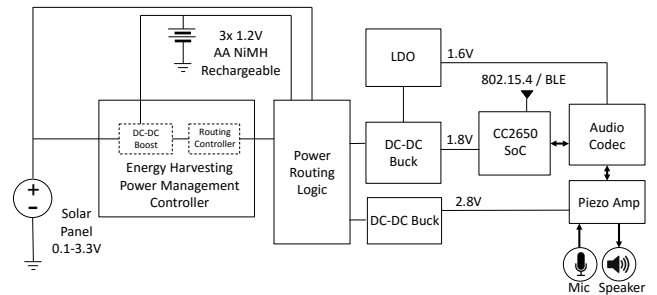 3x 1.2V
AA NiMH
Rechargeable
LDO
1.6V
802.15.4 / BLE
DC-DC
Boost
Routing
Controller
Energy Harvesting
Power Management
Controller
Power
Routing
Logic
DC-DC
Buck
1.8V
CC2650
SoC
Audio
Codec
Solar
Panel
0.1-3.3V
DC-DC Buck
2.8V
Piezo Amp
Mic
Speaker